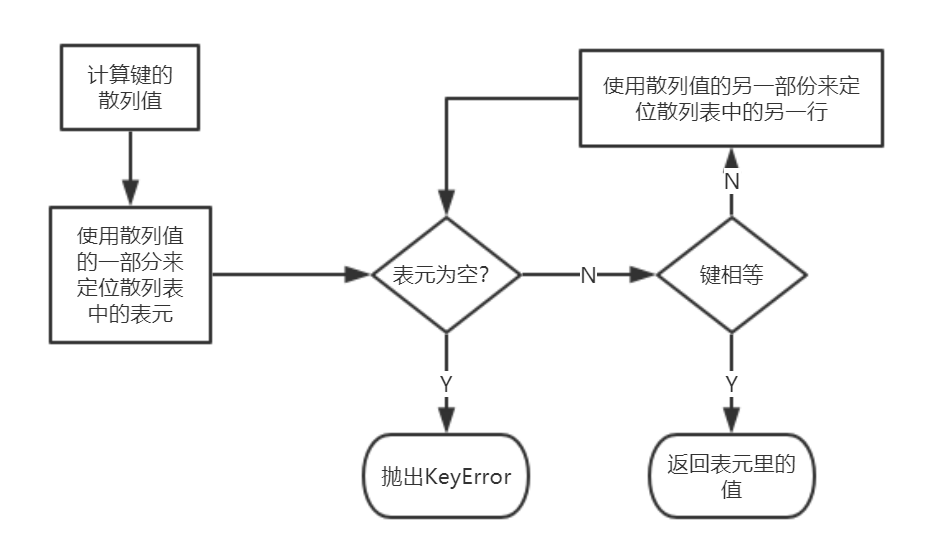 计算键的
散列值
使用散列值的另一部份来定
位散列表中的另一行
N
使用散列值
的一部分来
定位散列表
中的表元
表元为空?
N
键相等
Y
Y
抛出KeyError
返回表元里的
值